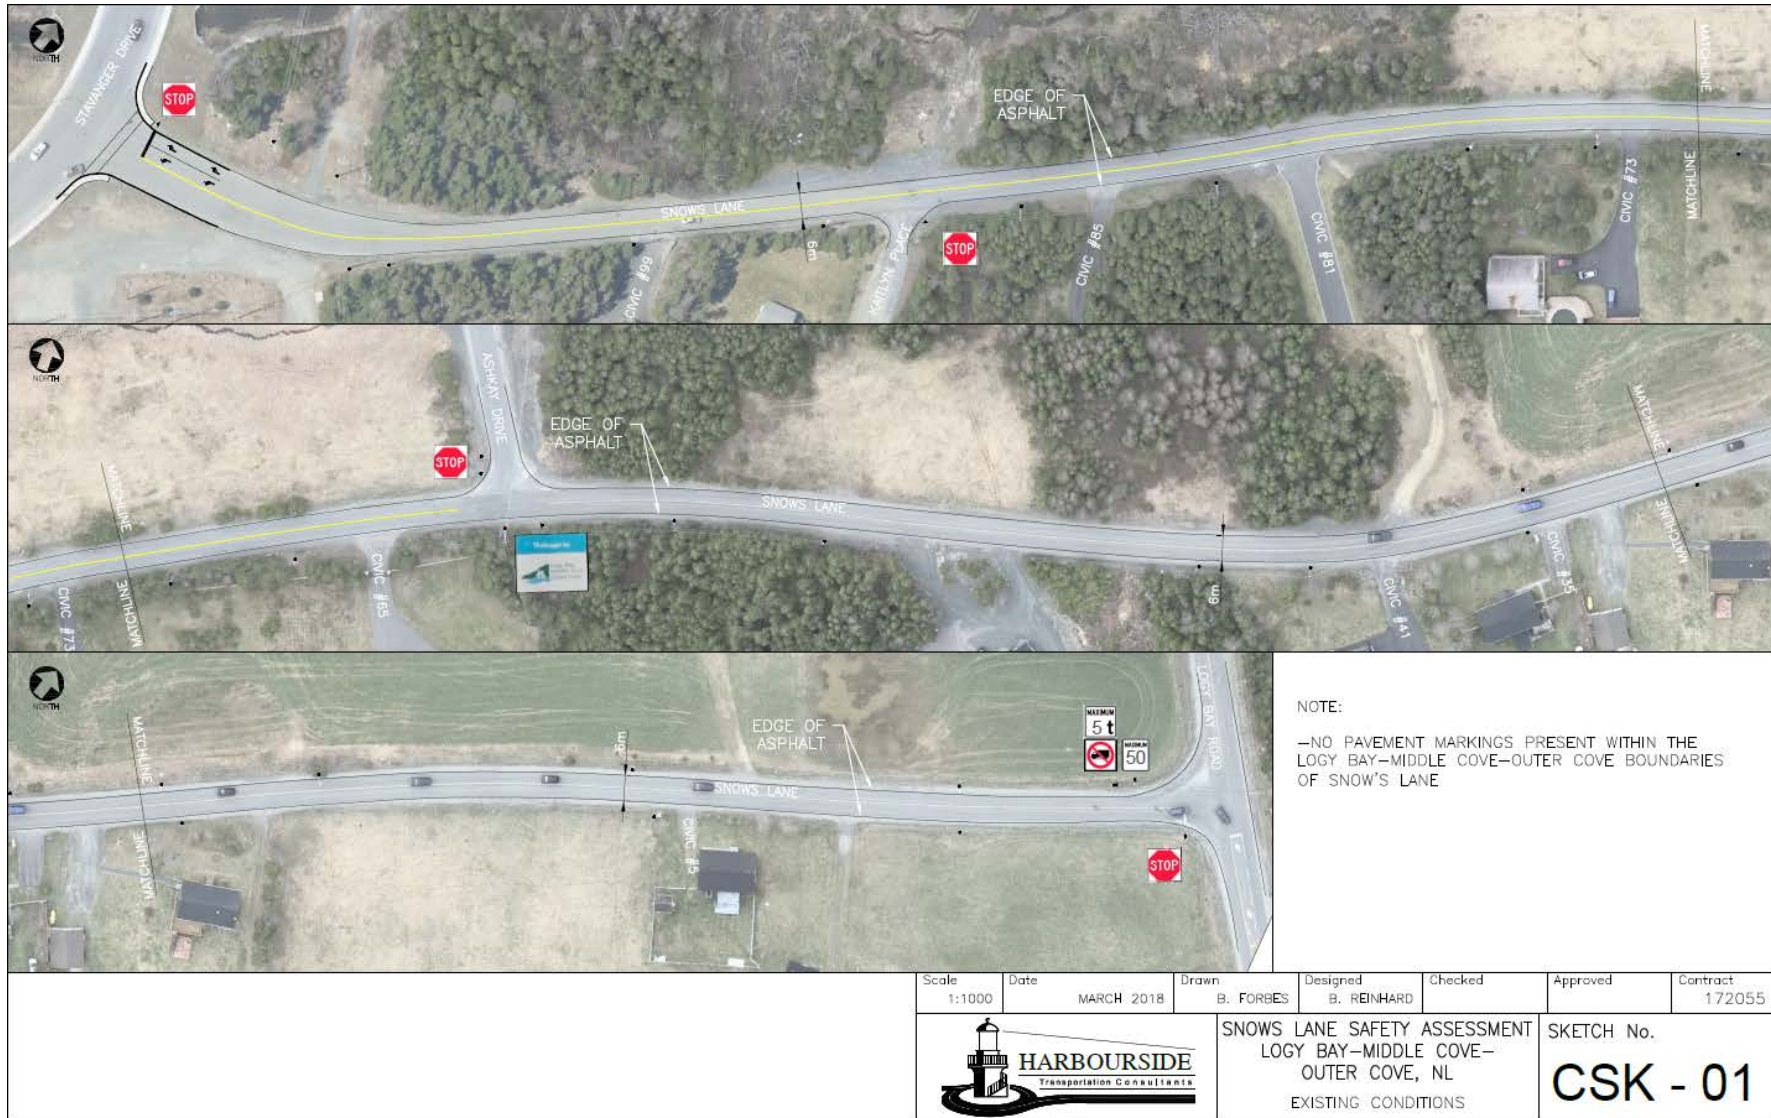 NORTH
STAVANGER DRIVE
STOP
EDGE OF
ASPHALT
MATCHLINE
MATCHLINE
SNOWS LANE
6m
CIVIC #99
KAITLYN PLACE
STOP
CIVIC #85
CIVIC #81
CIVIC #73
NORTH
ASHKAY DRIVE
STOP
EDGE OF
ASPHALT
MATCHLINE
MATCHLINE
SNOWS LANE
MATCHLINE
MATCHLINE
CIVIC #73
CIVIC #65
6m
CIVIC #41
CIVIC #35
NORTH
MATCHLINE
MATCHLINE
6m
EDGE OF
ASPHALT
SNOWS LANE
CIVIC #5
MAXIMUM
5 t
MAXIMUM
50
LOGY BAY ROAD
STOP
NOTE:
–NO PAVEMENT MARKINGS PRESENT WITHIN THE
LOGY BAY–MIDDLE COVE–OUTER COVE BOUNDARIES
OF SNOW'S LANE
Scale
1:1000
Date
MARCH 2018
Drawn
B. FORBES
Designed
B. REINHARD
Checked
Approved
Contract
172055
HARBOURSIDE
Transportation Consultants
SNOWS LANE SAFETY ASSESSMENT
LOGY BAY–MIDDLE COVE–
OUTER COVE, NL
EXISTING CONDITIONS
SKETCH No.
CSK - 01